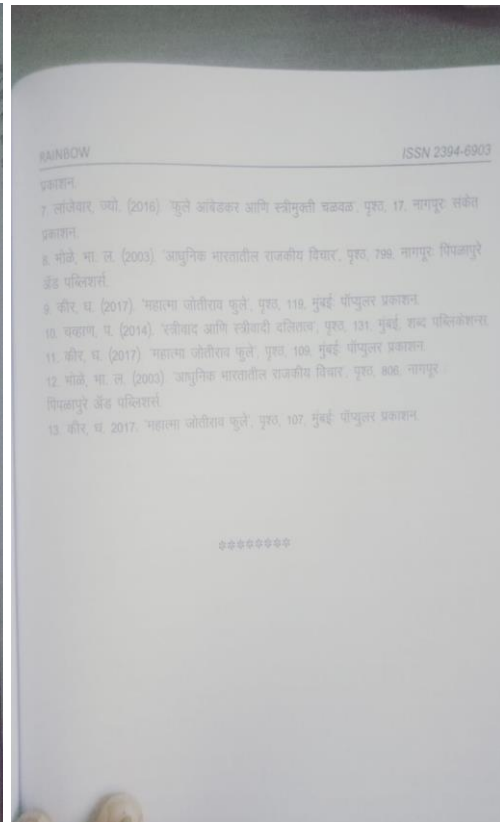 RAINBOW ISSN 2394-6903
प्रकाशन.
7. लांजेवार, ज्यो. (2016). 'फुले आंबेडकर आणि स्त्रीमुक्ती चळवळ', पृष्ठ, 17, नागपूरः संकेत
प्रकाशन.
8. भोळे, भा. ल. (2003). 'आधुनिक भारतातील राजकीय विचार', पृष्ठ, 799, नागपूरः पिंपळापुरे
ॲंड पब्लिशर्स.
9. कीर, ध. (2017). 'महात्मा जोतीराव फुले', पृष्ठ, 119, मुंबईः पॉप्युलर प्रकाशन.
10. चव्हाण, प. (2014). 'स्त्रीवाद आणि स्त्रीवादी दलितत्व', पृष्ठ, 131, मुंबई, शब्द पब्लिकेशन्स.
11. कीर, ध. (2017). 'महात्मा जोतीराव फुले', पृष्ठ, 109, मुंबईः पॉप्युलर प्रकाशन.
12. भोळे, भा. ल. (2003). 'आधुनिक भारतातील राजकीय विचार', पृष्ठ, 806, नागपूर :
पिंपळापुरे ॲंड पब्लिशर्स.
13. कीर, धं. 2017, 'महात्मा जोतीराव फुले', पृष्ठ, 107, मुंबईः पॉप्युलर प्रकाशन.
********